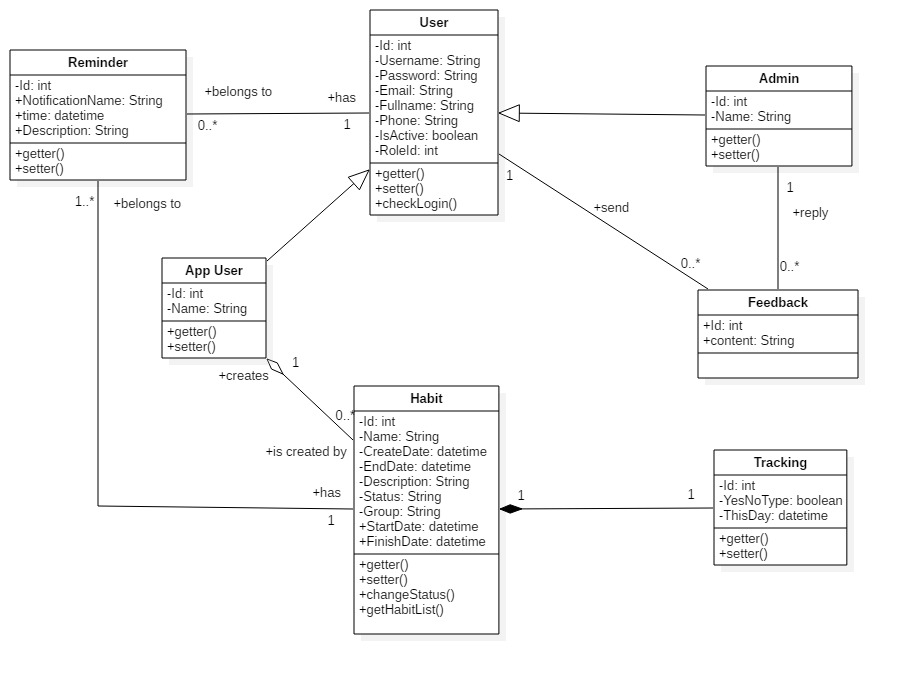 User
-Id: int
-Username: String
-Password: String
-Email: String
-Fullname: String
-Phone: String
-IsActive: boolean
-RoleId: int
+getter()
+setter()
+checkLogin()
Reminder
-Id: int
+NotificationName: String
+time: datetime
+Description: String
+getter()
+setter()
+belongs to
0..*
+has
1
Admin
-Id: int
-Name: String
+getter()
+setter()
1
+reply
0..*
1
+send
0..*
1..*
+belongs to
App User
-Id: int
-Name: String
+getter()
+setter()
Feedback
+Id: int
+content: String
1
+creates
0..*
+is created by
Habit
-Id: int
-Name: String
-CreateDate: datetime
-EndDate: datetime
-Description: String
-Status: String
-Group: String
+StartDate: datetime
+FinishDate: datetime
+getter()
+setter()
+changeStatus()
+getHabitList()
+has
1
1
1
Tracking
-Id: int
-YesNoType: boolean
-ThisDay: datetime
+getter()
+setter()